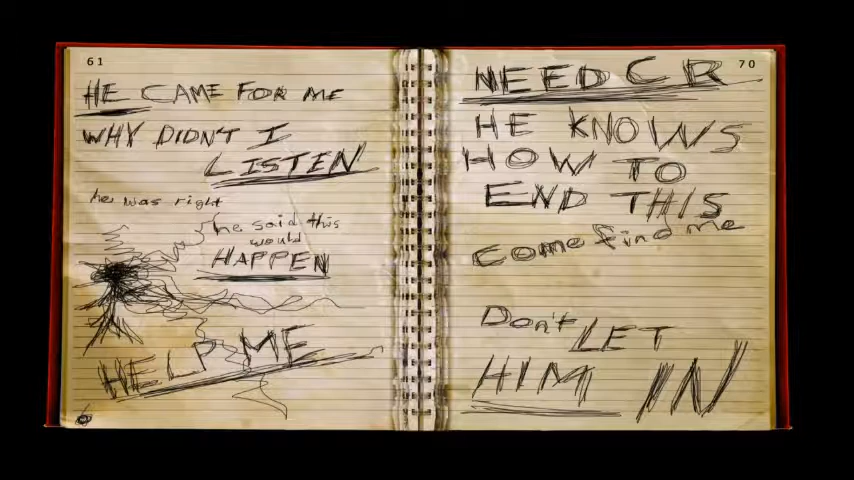 61
HE CAME FOR ME
WHY DIDN'T I
LISTEN
he was right
he said this
would
HAPPEN
HELP ME
70
NEED CR
HE KNOWS
HOW TO
END THIS
come find me
Don't LET
HIM IN